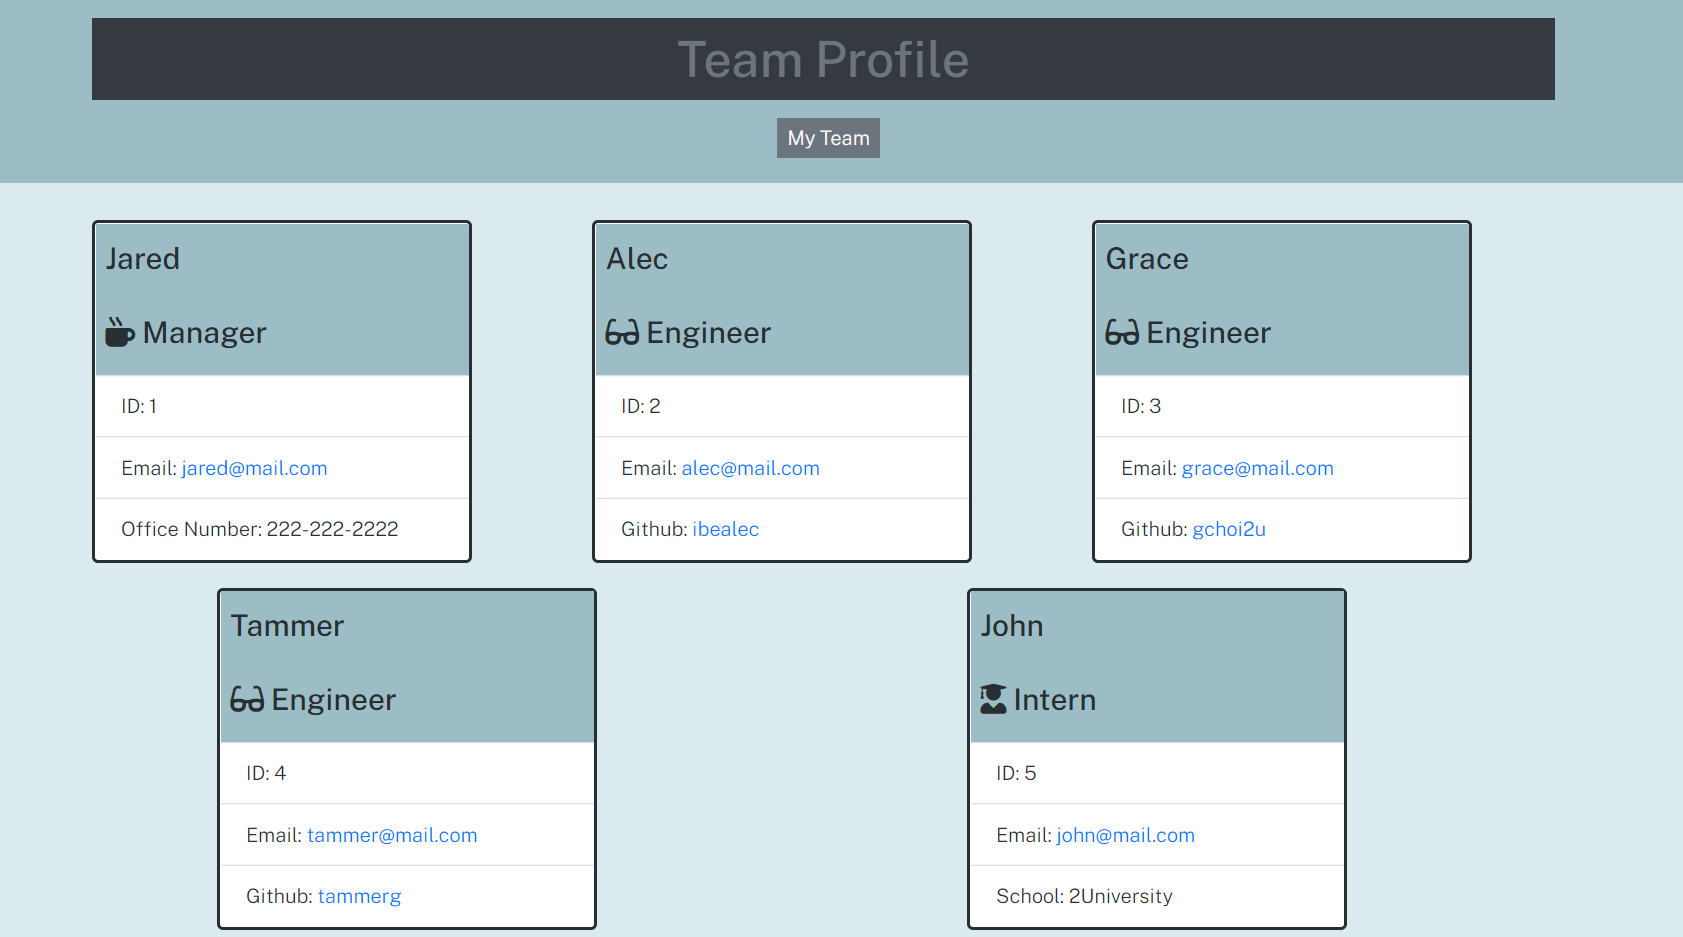 Team Profile
My Team
Jared
Manager
ID: 1
Email: jared@mail.com
Office Number: 222-222-2222
Alec
Engineer
ID: 2
Email: alec@mail.com
Github: ibealec
Grace
Engineer
ID: 3
Email: grace@mail.com
Github: gchoi2u
Tammer
Engineer
ID: 4
Email: tammer@mail.com
Github: tammerg
John
Intern
ID: 5
Email: john@mail.com
School: 2University